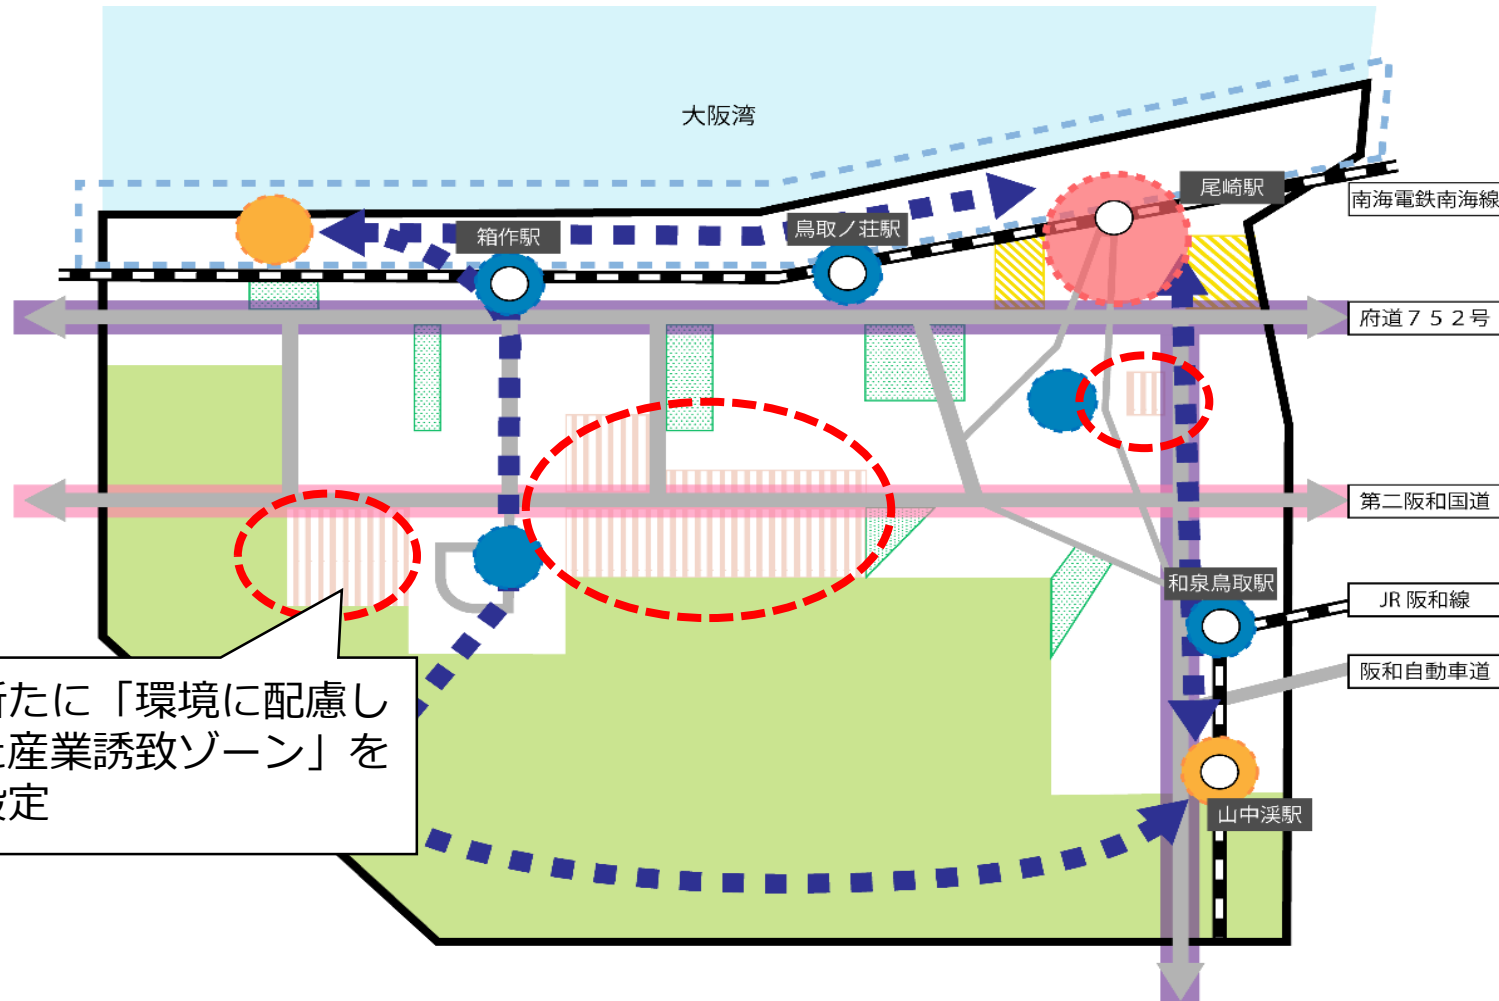 大阪湾
尾崎駅
南海電鉄南海線
鳥取ノ荘駅
箱作駅
府道７５２号
第二阪和国道
和泉鳥取駅
JR 阪和線
阪和自動車道
たに「環境に配慮し
産業誘致ゾーン」を
定
山中渓駅